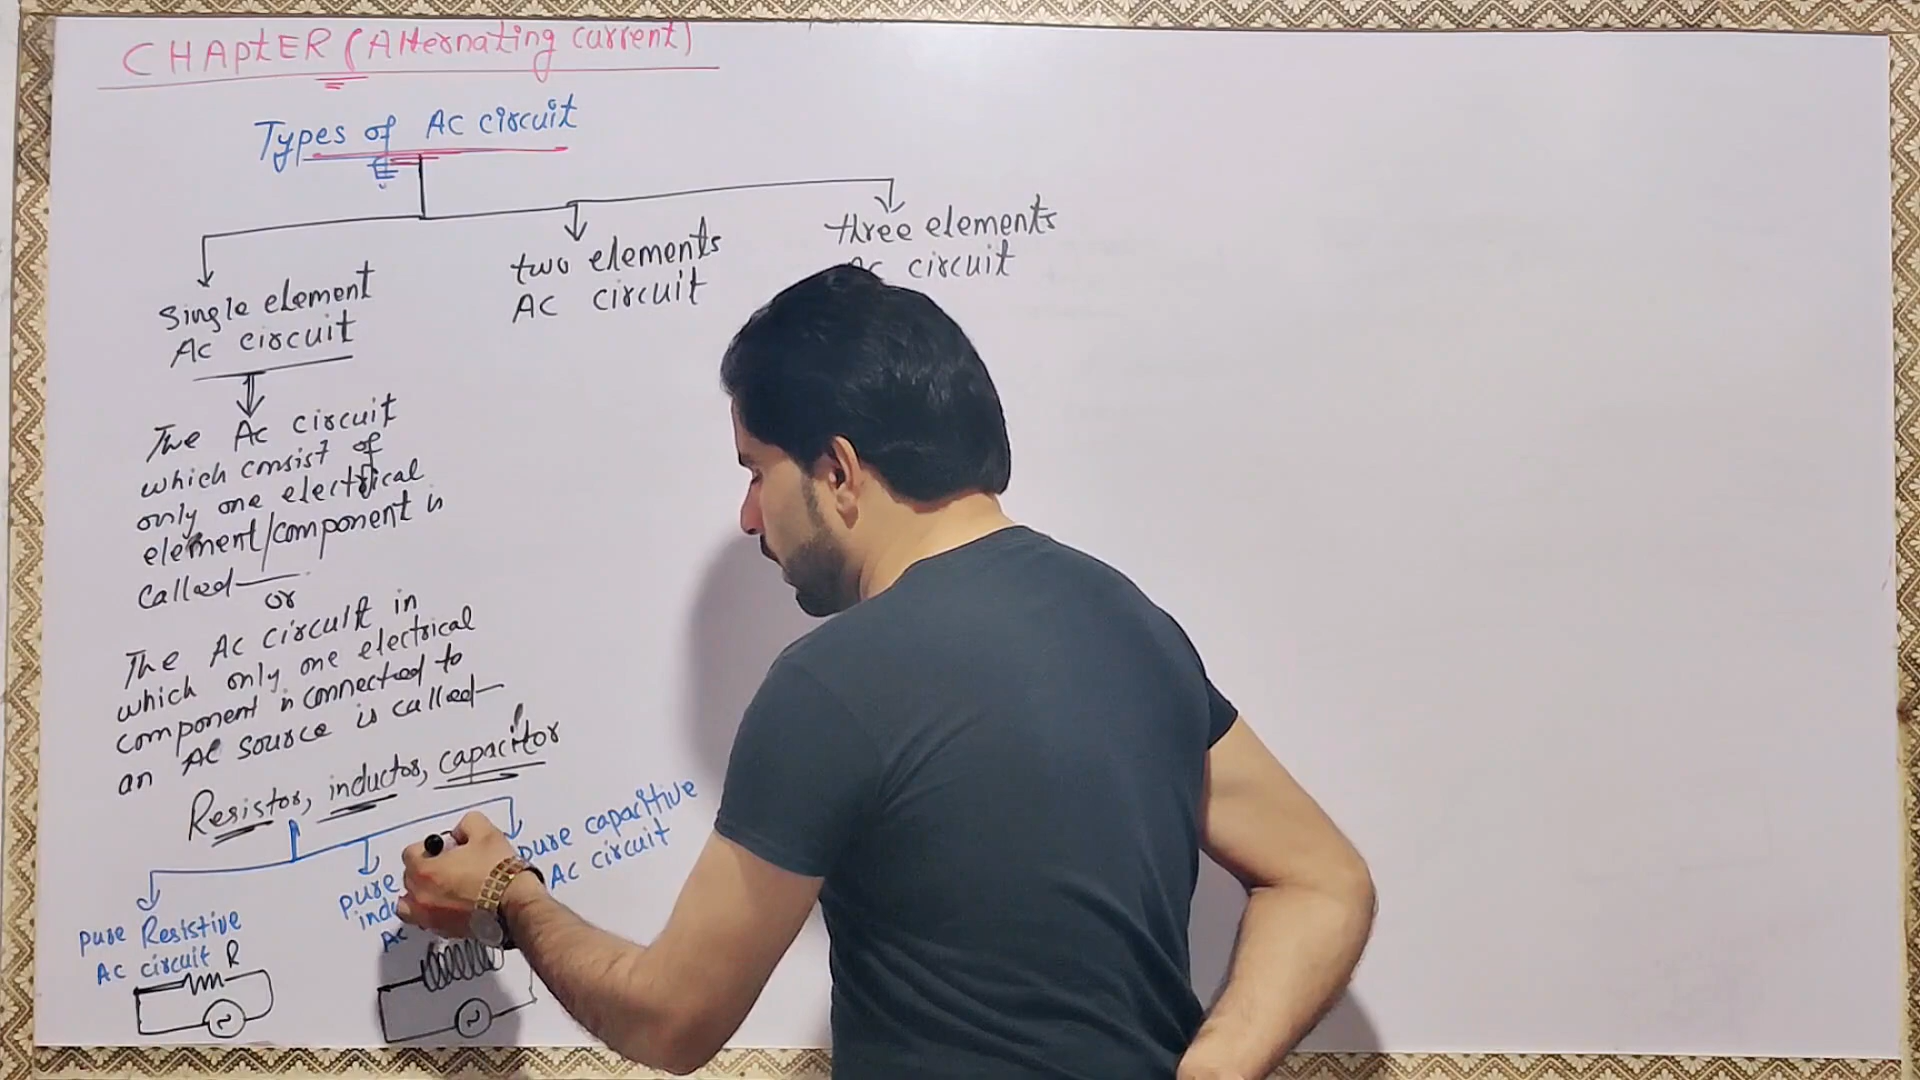 CHAPtER (Alternating current)
Types of AC circuit
single element
AC circuit
two elements
AC circuit
three elements
AC circuit
The AC circuit
which consist of
only one electrical
element/component is
called—
or
The AC circuit in
which only one electrical
component is connected to
an AC source is called—
Resistor, inductor, capacitor
pure Resistive
AC circuit
R
pure
AC
pure capacitive
AC circuit